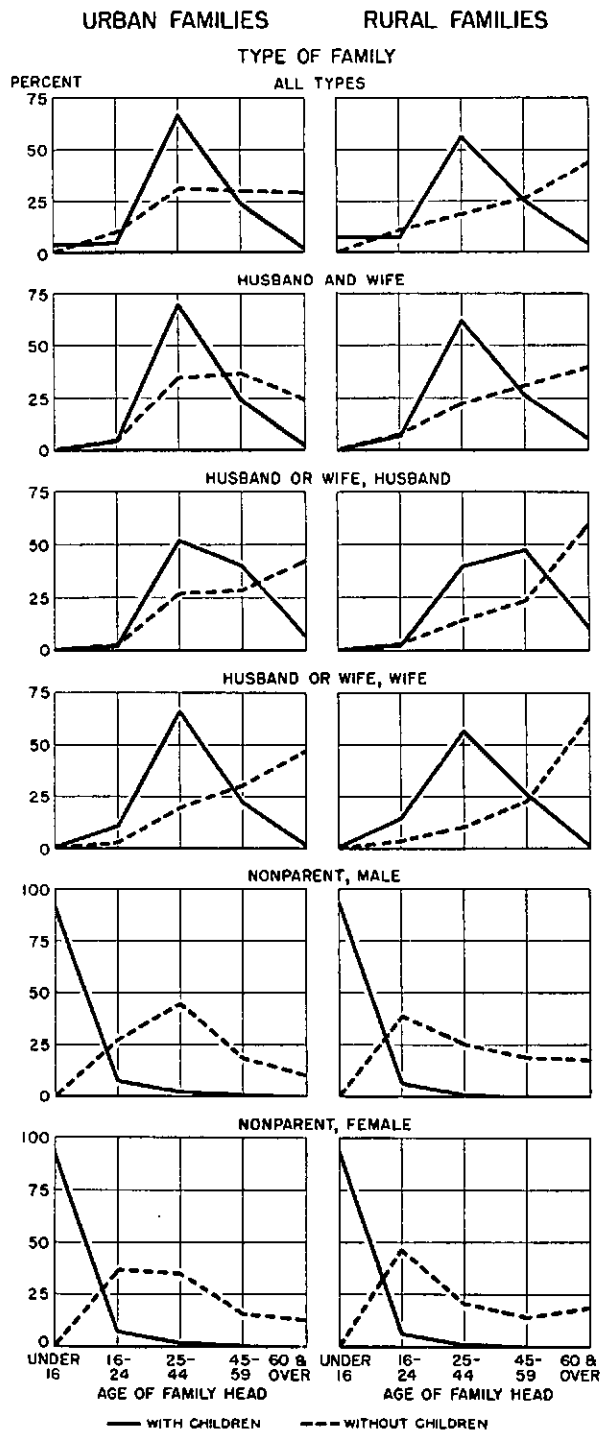 URBAN FAMILIES RURAL FAMILIES
TYPE OF FAMILY
PERCENT ALL TYPES
75
50
25
0
HUSBAND AND WIFE
75
50
25
0
HUSBAND OR WIFE, HUSBAND
75
50
25
0
HUSBAND OR WIFE, WIFE
75
50
25
0
NONPARENT, MALE
100
75
50
25
0
NONPARENT, FEMALE
100
75
50
25
0
UNDER 16- 25- 45- 60 & UNDER 16- 25- 45- 60 &
16 24 44 59 OVER 16 24 44 59 OVER
AGE OF FAMILY HEAD AGE OF FAMILY HEAD
WITH CHILDREN WITHOUT CHILDREN